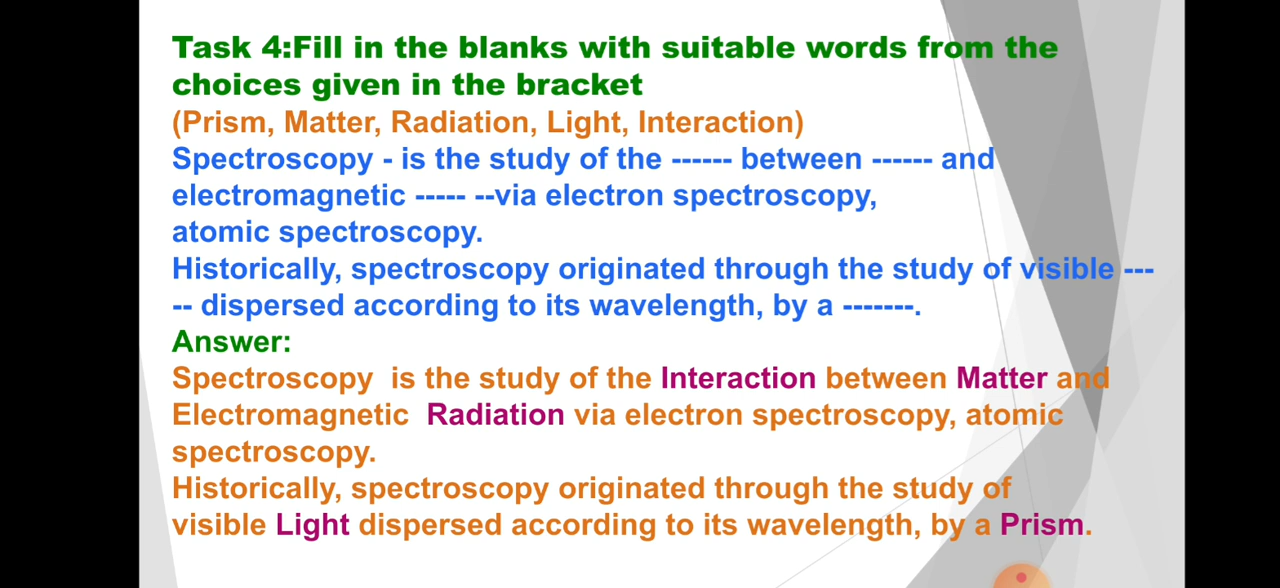 Task 4:Fill in the blanks with suitable words from the
choices given in the bracket
(Prism, Matter, Radiation, Light, Interaction)
Spectroscopy - is the study of the ------ between ------ and
electromagnetic ----- --via electron spectroscopy,
atomic spectroscopy.
Historically, spectroscopy originated through the study of visible ---
-- dispersed according to its wavelength, by a -------.
Answer:
Spectroscopy  is the study of the Interaction between Matter and
Electromagnetic  Radiation via electron spectroscopy, atomic
spectroscopy.
Historically, spectroscopy originated through the study of
visible Light dispersed according to its wavelength, by a Prism.